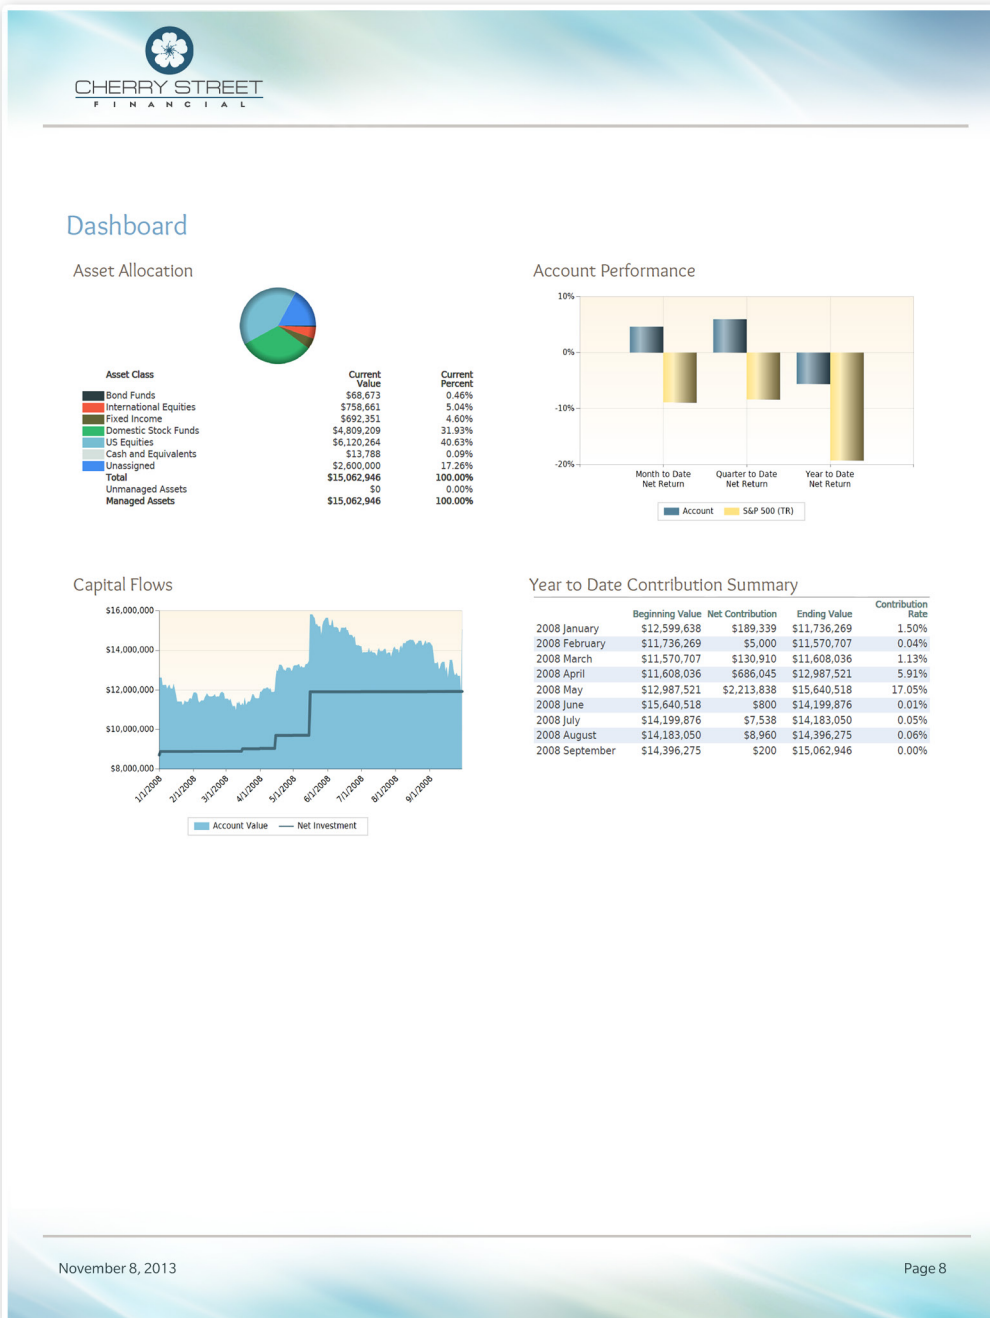 CHERRY STREET
FINANCIAL
Dashboard
Asset Allocation
Asset Class Current Value Current Percent
Bond Funds $68,673 0.46%
International Equities $758,661 5.04%
Fixed Income $692,351 4.60%
Domestic Stock Funds $4,809,209 31.93%
US Equities $6,120,264 40.63%
Cash and Equivalents $13,788 0.09%
Unassigned $2,600,000 17.26%
Total $15,062,946 100.00%
Unmanaged Assets $0 0.00%
Managed Assets $15,062,946 100.00%
Account Performance
10%
0%
-10%
-20%
Month to Date Net Return
Quarter to Date Net Return
Year to Date Net Return
Account S&P 500 (TR)
Capital Flows
$16,000,000
$14,000,000
$12,000,000
$10,000,000
$8,000,000
1/1/2008 2/1/2008 3/1/2008 4/1/2008 5/1/2008 6/1/2008 7/1/2008 8/1/2008 9/1/2008
Account Value Net Investment
Year to Date Contribution Summary
Beginning Value Net Contribution Ending Value Contribution Rate
2008 January $12,599,638 $189,339 $11,736,269 1.50%
2008 February $11,736,269 $5,000 $11,570,707 0.04%
2008 March $11,570,707 $130,910 $11,608,036 1.13%
2008 April $11,608,036 $686,045 $12,987,521 5.91%
2008 May $12,987,521 $2,213,838 $15,640,518 17.05%
2008 June $15,640,518 $800 $14,199,876 0.01%
2008 July $14,199,876 $7,538 $14,183,050 0.05%
2008 August $14,183,050 $8,960 $14,396,275 0.06%
2008 September $14,396,275 $200 $15,062,946 0.00%
November 8, 2013
Page 8